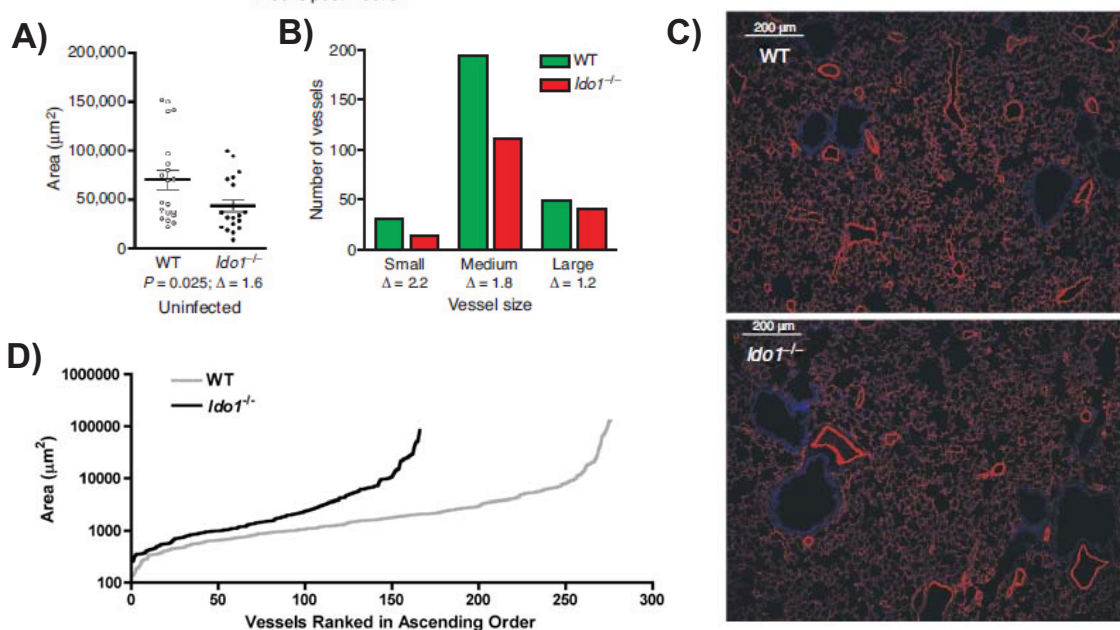 A)
200,000
150,000
100,000
50,000
0
Area (μm²)
WT
Ido1⁻/⁻
P = 0.025; Δ = 1.6
Uninfected
B)
200
150
100
50
0
Number of vessels
WT
Ido1⁻/⁻
Small
Medium
Large
Δ = 2.2
Δ = 1.8
Δ = 1.2
Vessel size
C)
200 μm
WT
200 μm
Ido1⁻/⁻
D)
WT
Ido1⁻/⁻
1000000
100000
10000
1000
100
Area (μm²)
0
50
100
150
200
250
300
Vessels Ranked in Ascending Order